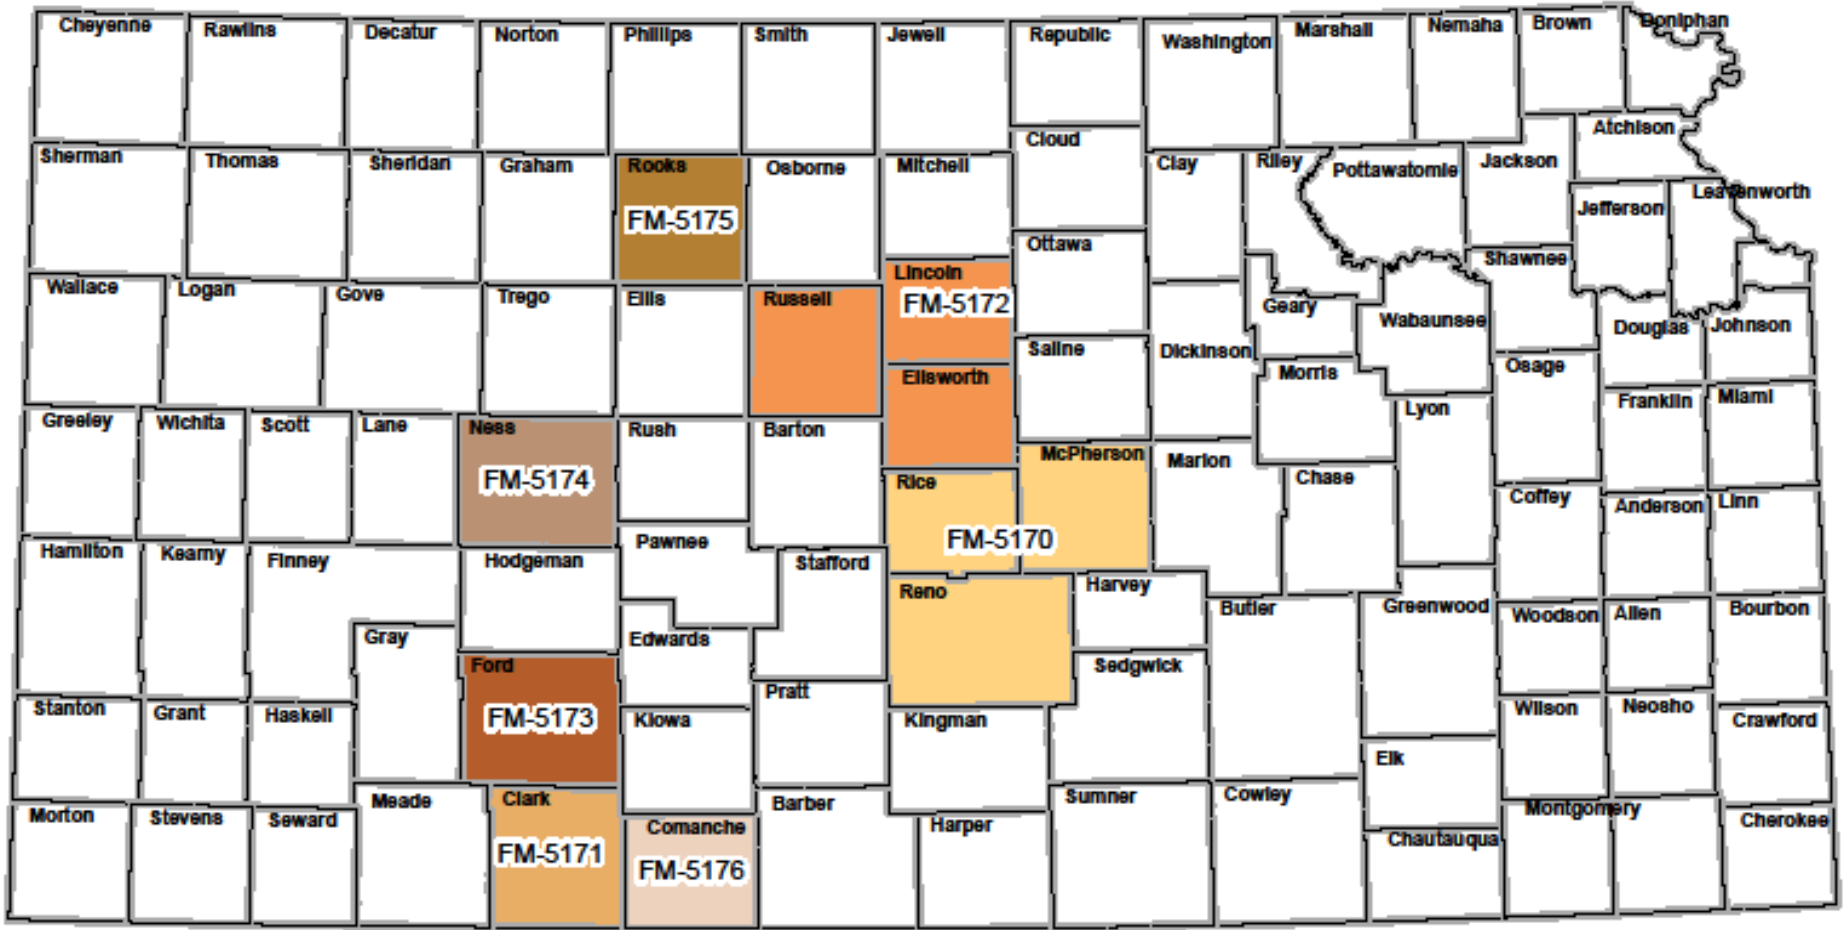 Cheyenne
Rawlins
Decatur
Norton
Phillips
Smith
Jewell
Republic
Washington
Marshall
Nemaha
Brown
Doniphan
Sherman
Thomas
Sheridan
Graham
Rooks
FM-5175
Osborne
Mitchell
Cloud
Clay
Riley
Pottawatomie
Jackson
Atchison
Jefferson
Leavenworth
Wallace
Logan
Gove
Trego
Ellis
Russell
Lincoln
FM-5172
Ottawa
Saline
Dickinson
Geary
Wabaunsee
Shawnee
Douglas
Johnson
Ellsworth
Morris
Osage
Franklin
Miami
Greeley
Wichita
Scott
Lane
Ness
FM-5174
Rush
Barton
McPherson
Rice
FM-5170
Marion
Chase
Lyon
Coffey
Anderson
Linn
Hamilton
Kearny
Finney
Hodgeman
Pawnee
Stafford
Reno
Harvey
Butler
Greenwood
Woodson
Allen
Bourbon
Gray
Ford
FM-5173
Edwards
Sedgwick
Stanton
Grant
Haskell
Kiowa
Pratt
Kingman
Elk
Wilson
Neosho
Crawford
Morton
Stevens
Seward
Meade
Clark
FM-5171
Comanche
FM-5176
Barber
Harper
Sumner
Cowley
Chautauqua
Montgomery
Cherokee